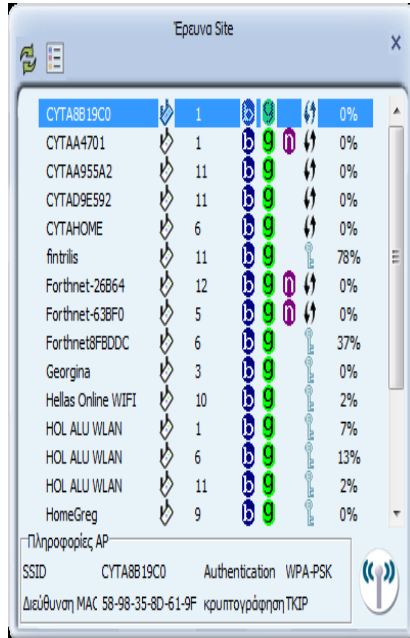 Έρευνα Site
CYTA8B19C0 1 b g 0%
CYTAA4701 1 b g n 0%
CYTAA955A2 11 b g 0%
CYTAD9E592 11 b g 0%
CYTAHOME 6 b g 0%
fintrilis 11 b g 78%
Forthnet-26B64 12 b g n 0%
Forthnet-63BF0 5 b g n 0%
Forthnet8FBDDC 6 b g 37%
Georgina 3 b g 0%
Hellas Online WIFI 10 b g 2%
HOL ALU WLAN 1 b g 7%
HOL ALU WLAN 6 b g 13%
HOL ALU WLAN 11 b g 2%
HomeGreg 9 b g 0%
Πληροφορίες AP
SSID CYTA8B19C0 Authentication WPA-PSK
Διεύθυνση MAC 58-98-35-8D-61-9F κρυπτογράφηση TKIP